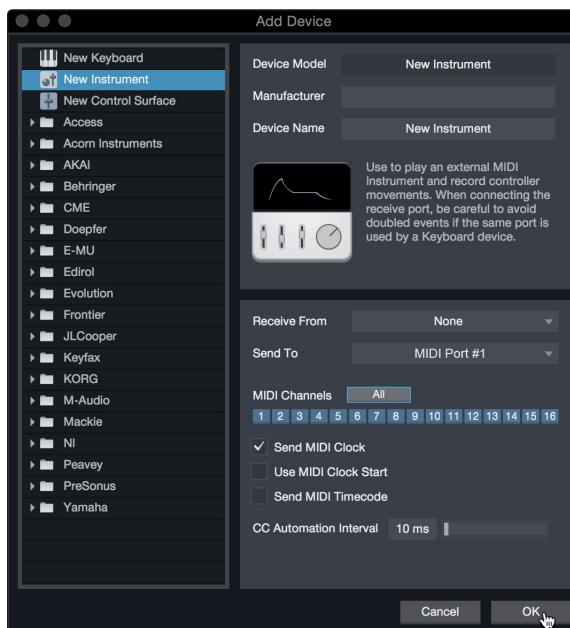 Add Device
New Keyboard
New Instrument
New Control Surface
Access
Acorn Instruments
AKAI
Behringer
CME
Doepfer
E-MU
Edirol
Evolution
Frontier
JLCooper
Keyfax
KORG
M-Audio
Mackie
NI
Peavey
PreSonus
Yamaha
Device Model New Instrument
Manufacturer
Device Name New Instrument
Use to play an external MIDI
Instrument and record controller
movements. When connecting the
receive port, be careful to avoid
doubled events if the same port is
used by a Keyboard device.
Receive From None
Send To MIDI Port #1
MIDI Channels All
1 2 3 4 5 6 7 8 9 10 11 12 13 14 15 16
Send MIDI Clock
Use MIDI Clock Start
Send MIDI Timecode
CC Automation Interval 10 ms
Cancel OK